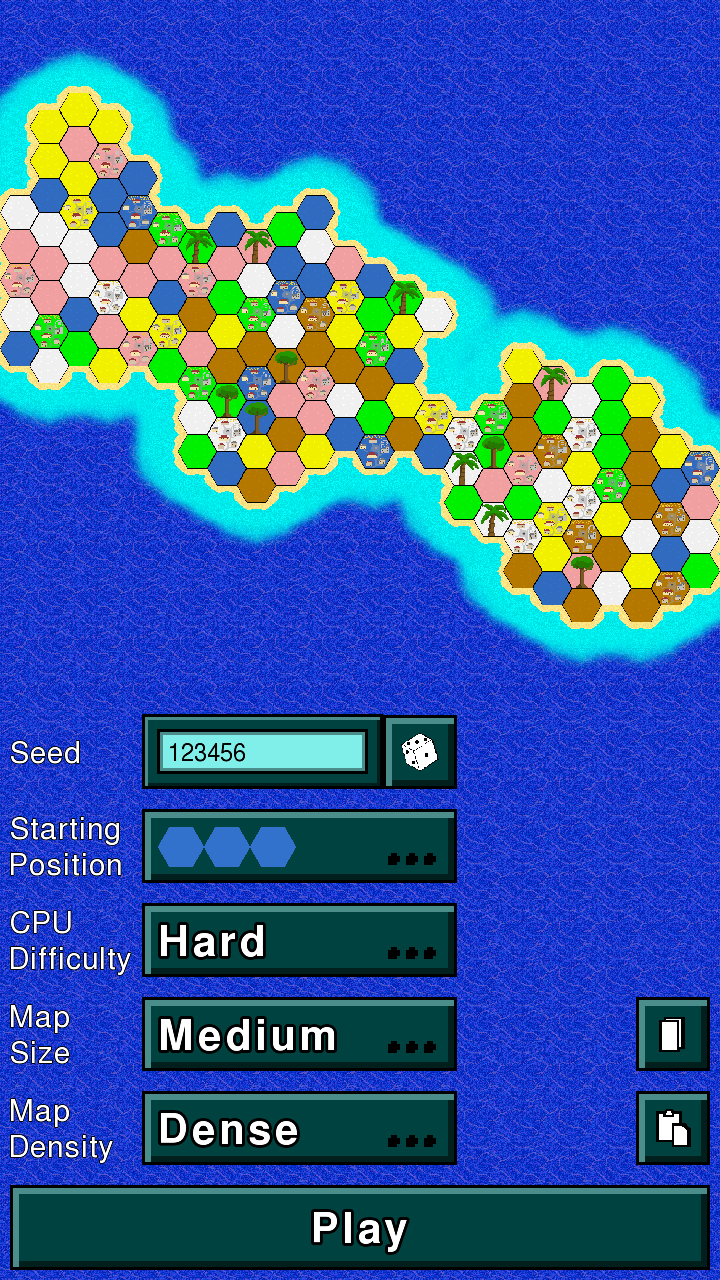 Seed
123456
Starting
Position
CPU
Difficulty
Hard
Map
Size
Medium
Map
Density
Dense
Play